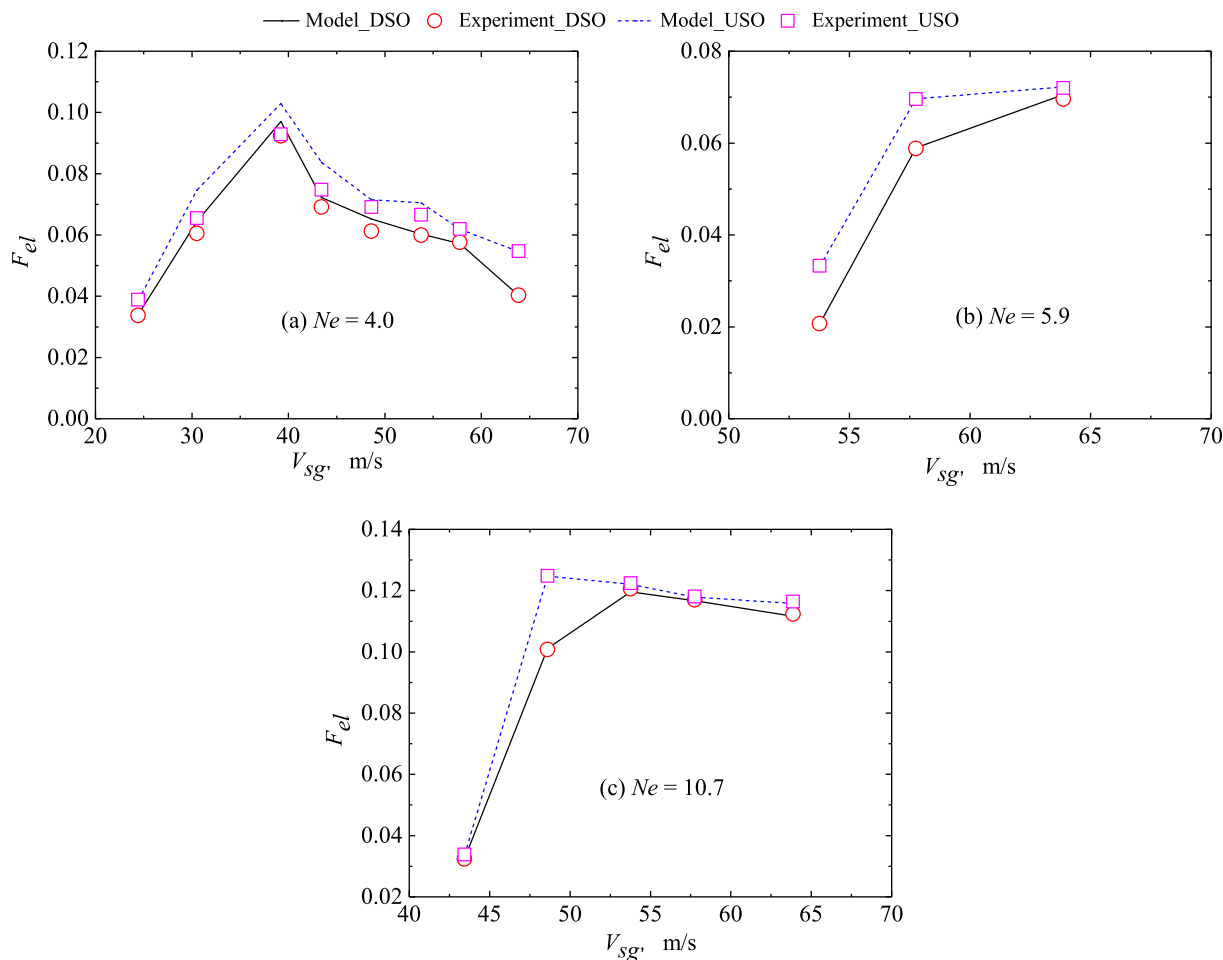 Model_DSO Experiment_DSO Model_USO Experiment_USO
0.12
0.10
0.08
0.06
0.04
0.02
0.00
F_el
(a) Ne = 4.0
20 30 40 50 60 70
V_sg, m/s
0.08
0.06
0.04
0.02
0.00
F_el
(b) Ne = 5.9
50 55 60 65 70
V_sg, m/s
0.14
0.12
0.10
0.08
0.06
0.04
0.02
F_el
(c) Ne = 10.7
40 45 50 55 60 65 70
V_sg, m/s